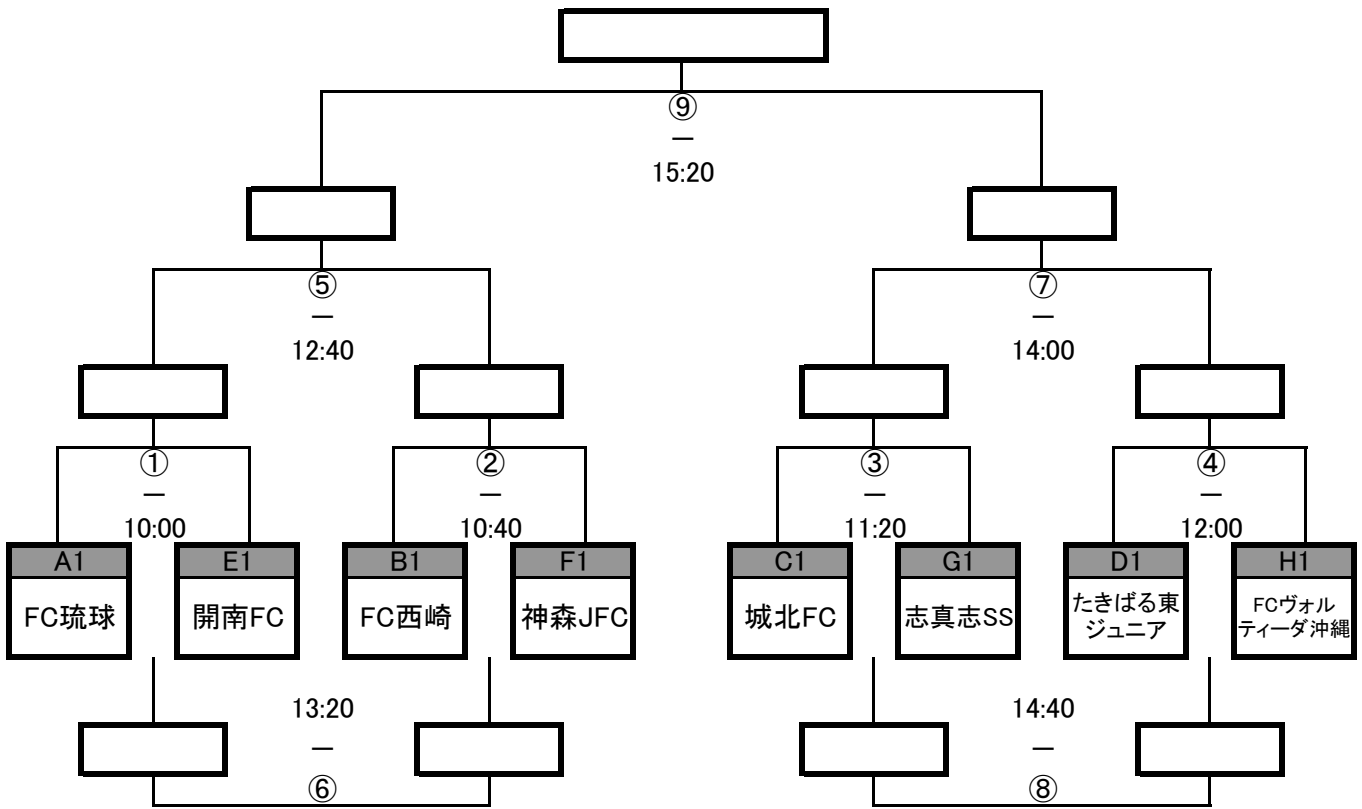 ⑨
―
15:20
⑤
―
12:40
⑦
―
14:00
①
―
10:00
②
―
10:40
③
―
11:20
④
―
12:00
A1
FC琉球
E1
開南FC
B1
FC西崎
F1
神森JFC
C1
城北FC
G1
志真志SS
D1
たきばる東
ジュニア
H1
FCヴォル
ティーダ沖縄
13:20
―
⑥
14:40
―
⑧